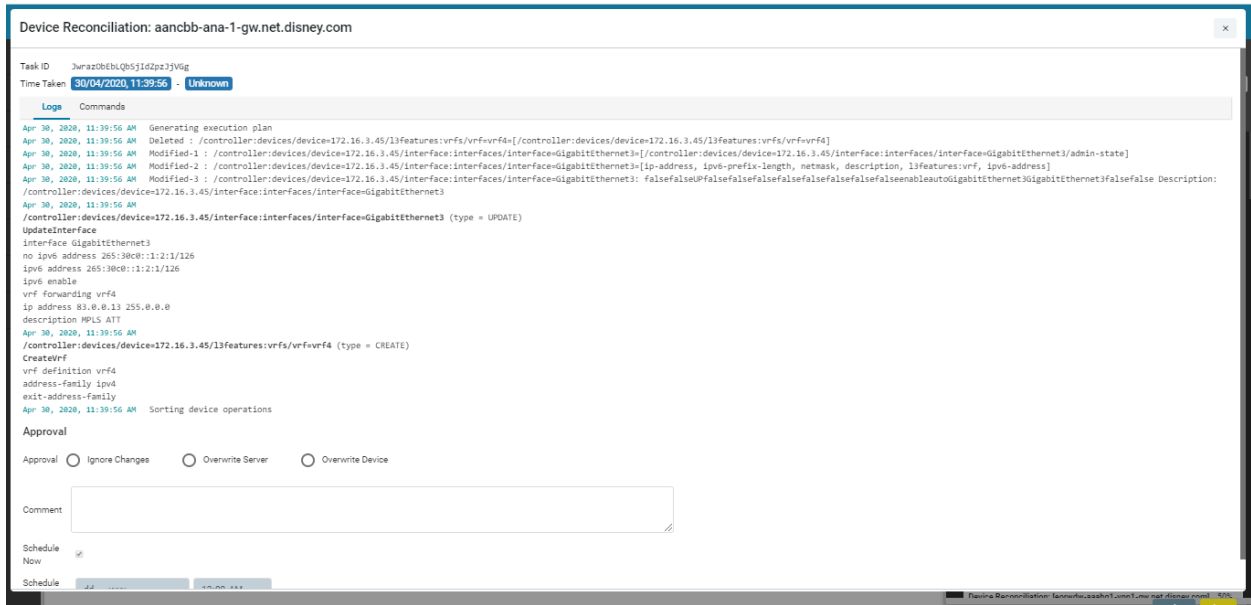 Device Reconciliation: aancbb-ana-1-gw.net.disney.com
×
Task ID JwrazObEbLQbSjIdZpzJjVGg
Time Taken 30/04/2020, 11:39:56 - Unknown
Logs Commands
Apr 30, 2020, 11:39:56 AM Generating execution plan
Apr 30, 2020, 11:39:56 AM Deleted : /controller:devices/device=172.16.3.45/l3features:vrfs/vrf=vrf4=[/controller:devices/device=172.16.3.45/l3features:vrfs/vrf=vrf4]
Apr 30, 2020, 11:39:56 AM Modified-1 : /controller:devices/device=172.16.3.45/interface:interfaces/interface=GigabitEthernet3=[/controller:devices/device=172.16.3.45/interface:interfaces/interface=GigabitEthernet3/admin-state]
Apr 30, 2020, 11:39:56 AM Modified-2 : /controller:devices/device=172.16.3.45/interface:interfaces/interface=GigabitEthernet3=[ip-address, ipv6-prefix-length, netmask, description, l3features:vrf, ipv6-address]
Apr 30, 2020, 11:39:56 AM Modified-3 : /controller:devices/device=172.16.3.45/interface:interfaces/interface=GigabitEthernet3: falsefalseUPfalsefalsefalsefalsefalsefalsefalsefalseenableautoGigabitEthernet3GigabitEthernet3falsefalse Description:
/controller:devices/device=172.16.3.45/interface:interfaces/interface=GigabitEthernet3
Apr 30, 2020, 11:39:56 AM
/controller:devices/device=172.16.3.45/interface:interfaces/interface=GigabitEthernet3 (type = UPDATE)
UpdateInterface
interface GigabitEthernet3
no ipv6 address 265:30c0::1:2:1/126
ipv6 address 265:30c0::1:2:1/126
ipv6 enable
vrf forwarding vrf4
ip address 83.0.0.13 255.0.0.0
description MPLS ATT
Apr 30, 2020, 11:39:56 AM
/controller:devices/device=172.16.3.45/l3features:vrfs/vrf=vrf4 (type = CREATE)
CreateVrf
vrf definition vrf4
address-family ipv4
exit-address-family
Apr 30, 2020, 11:39:56 AM Sorting device operations
Approval
Approval Ignore Changes Overwrite Server Overwrite Device
Comment
Schedule
Now
Schedule